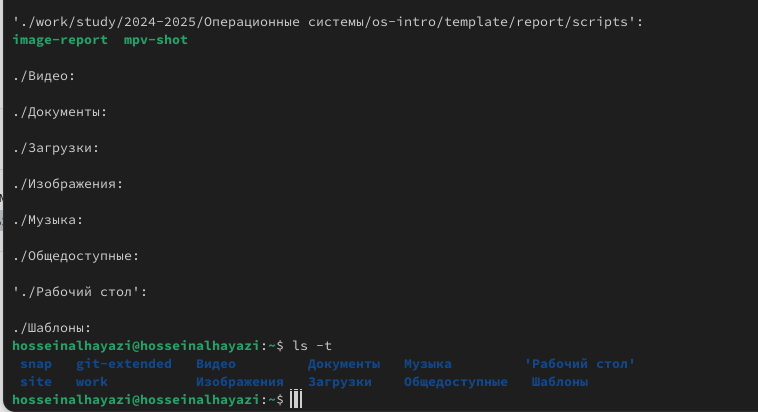 './work/study/2024-2025/Операционные системы/os-intro/template/report/scripts':
image-report  mpv-shot
./Видео:
./Документы:
./Загрузки:
./Изображения:
./Музыка:
./Общедоступные:
'./Рабочий стол':
./Шаблоны:
hosseinalhayazi@hosseinalhayazi:~$ ls -t
snap  git-extended  Видео  Документы  Музыка  'Рабочий стол'
site  work  Изображения  Загрузки  Общедоступные  Шаблоны
hosseinalhayazi@hosseinalhayazi:~$